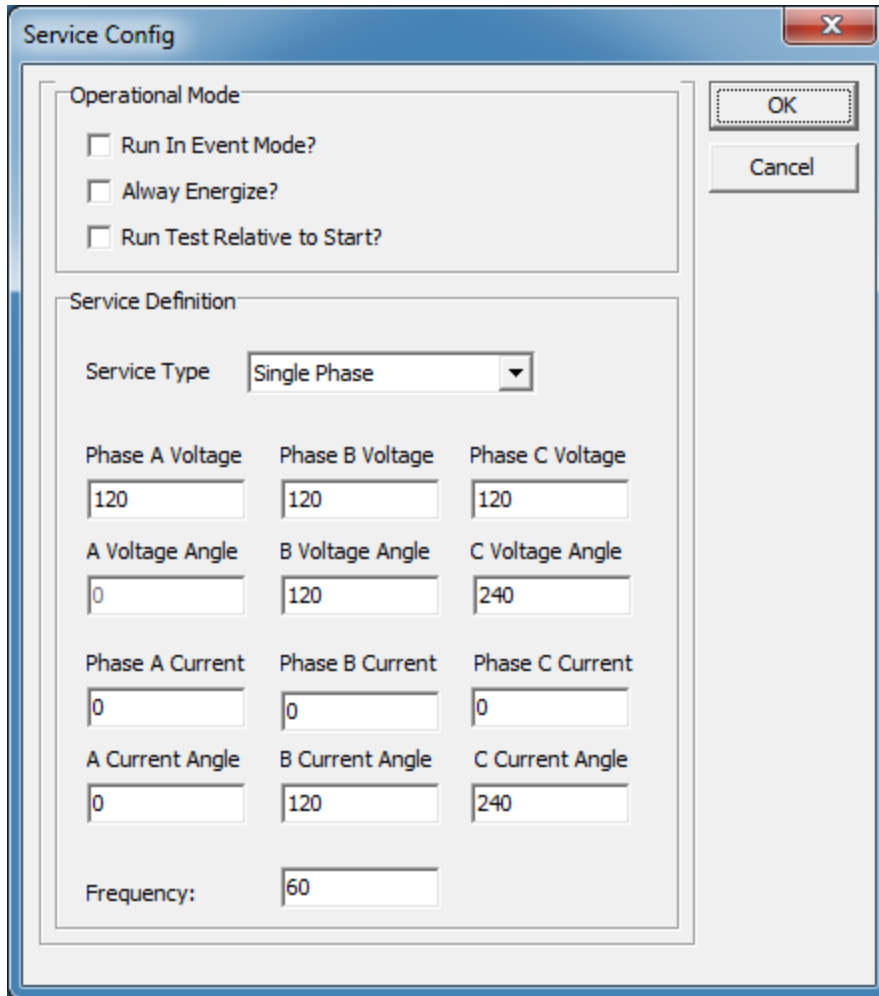 Service Config
Operational Mode
OK
Run In Event Mode?
Cancel
Alway Energize?
Run Test Relative to Start?
Service Definition
Service Type Single Phase
Phase A Voltage Phase B Voltage Phase C Voltage
120 120 120
A Voltage Angle B Voltage Angle C Voltage Angle
0 120 240
Phase A Current Phase B Current Phase C Current
0 0 0
A Current Angle B Current Angle C Current Angle
0 120 240
Frequency: 60